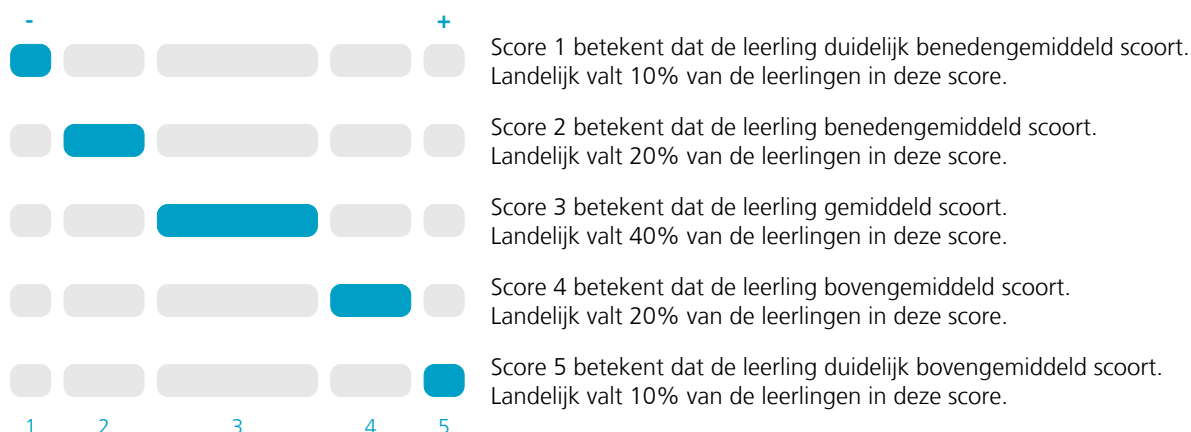 - +
Score 1 betekent dat de leerling duidelijk benedengemiddeld scoort.
Landelijk valt 10% van de leerlingen in deze score.
Score 2 betekent dat de leerling benedengemiddeld scoort.
Landelijk valt 20% van de leerlingen in deze score.
Score 3 betekent dat de leerling gemiddeld scoort.
Landelijk valt 40% van de leerlingen in deze score.
Score 4 betekent dat de leerling bovengemiddeld scoort.
Landelijk valt 20% van de leerlingen in deze score.
Score 5 betekent dat de leerling duidelijk bovengemiddeld scoort.
Landelijk valt 10% van de leerlingen in deze score.
1 2 3 4 5